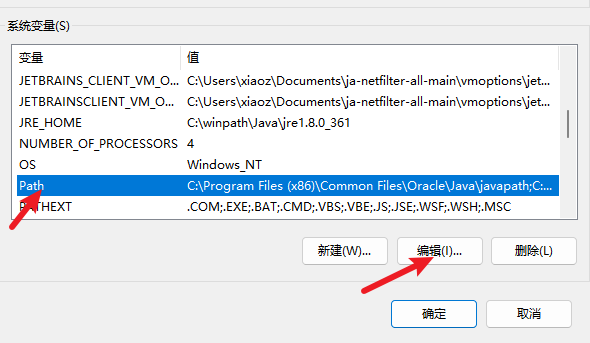 系统变量(S)
变量 值
JETBRAINS_CLIENT_VM_O... C:\Users\xiaoz\Documents\ja-netfilter-all-main\vmoptions\jet...
JETBRAINSCLIENT_VM_O... C:\Users\xiaoz\Documents\ja-netfilter-all-main\vmoptions\jet...
JRE_HOME C:\winpath\Java\jre1.8.0_361
NUMBER_OF_PROCESSORS 4
OS Windows_NT
Path C:\Program Files (x86)\Common Files\Oracle\Java\javapath;C:...
PATHEXT .COM;.EXE;.BAT;.CMD;.VBS;.VBE;.JS;.JSE;.WSF;.WSH;.MSC
新建(W)... 编辑(I)... 删除(L)
确定 取消